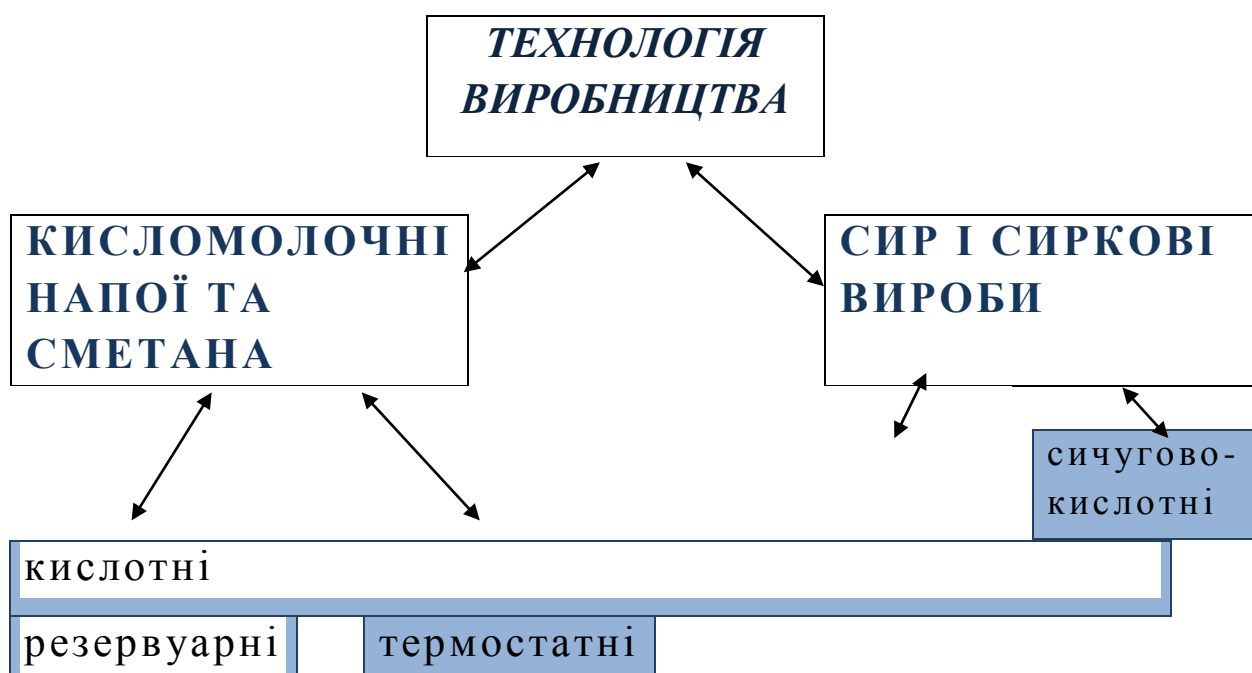 ТЕХНОЛОГІЯ
ВИРОБНИЦТВА
КИСЛОМОЛОЧНІ
НАПОЇ ТА
СМЕТАНА
СИР І СИРКОВІ
ВИРОБИ
сичугово-
кислотні
кислотні
резервуарні
термостатні